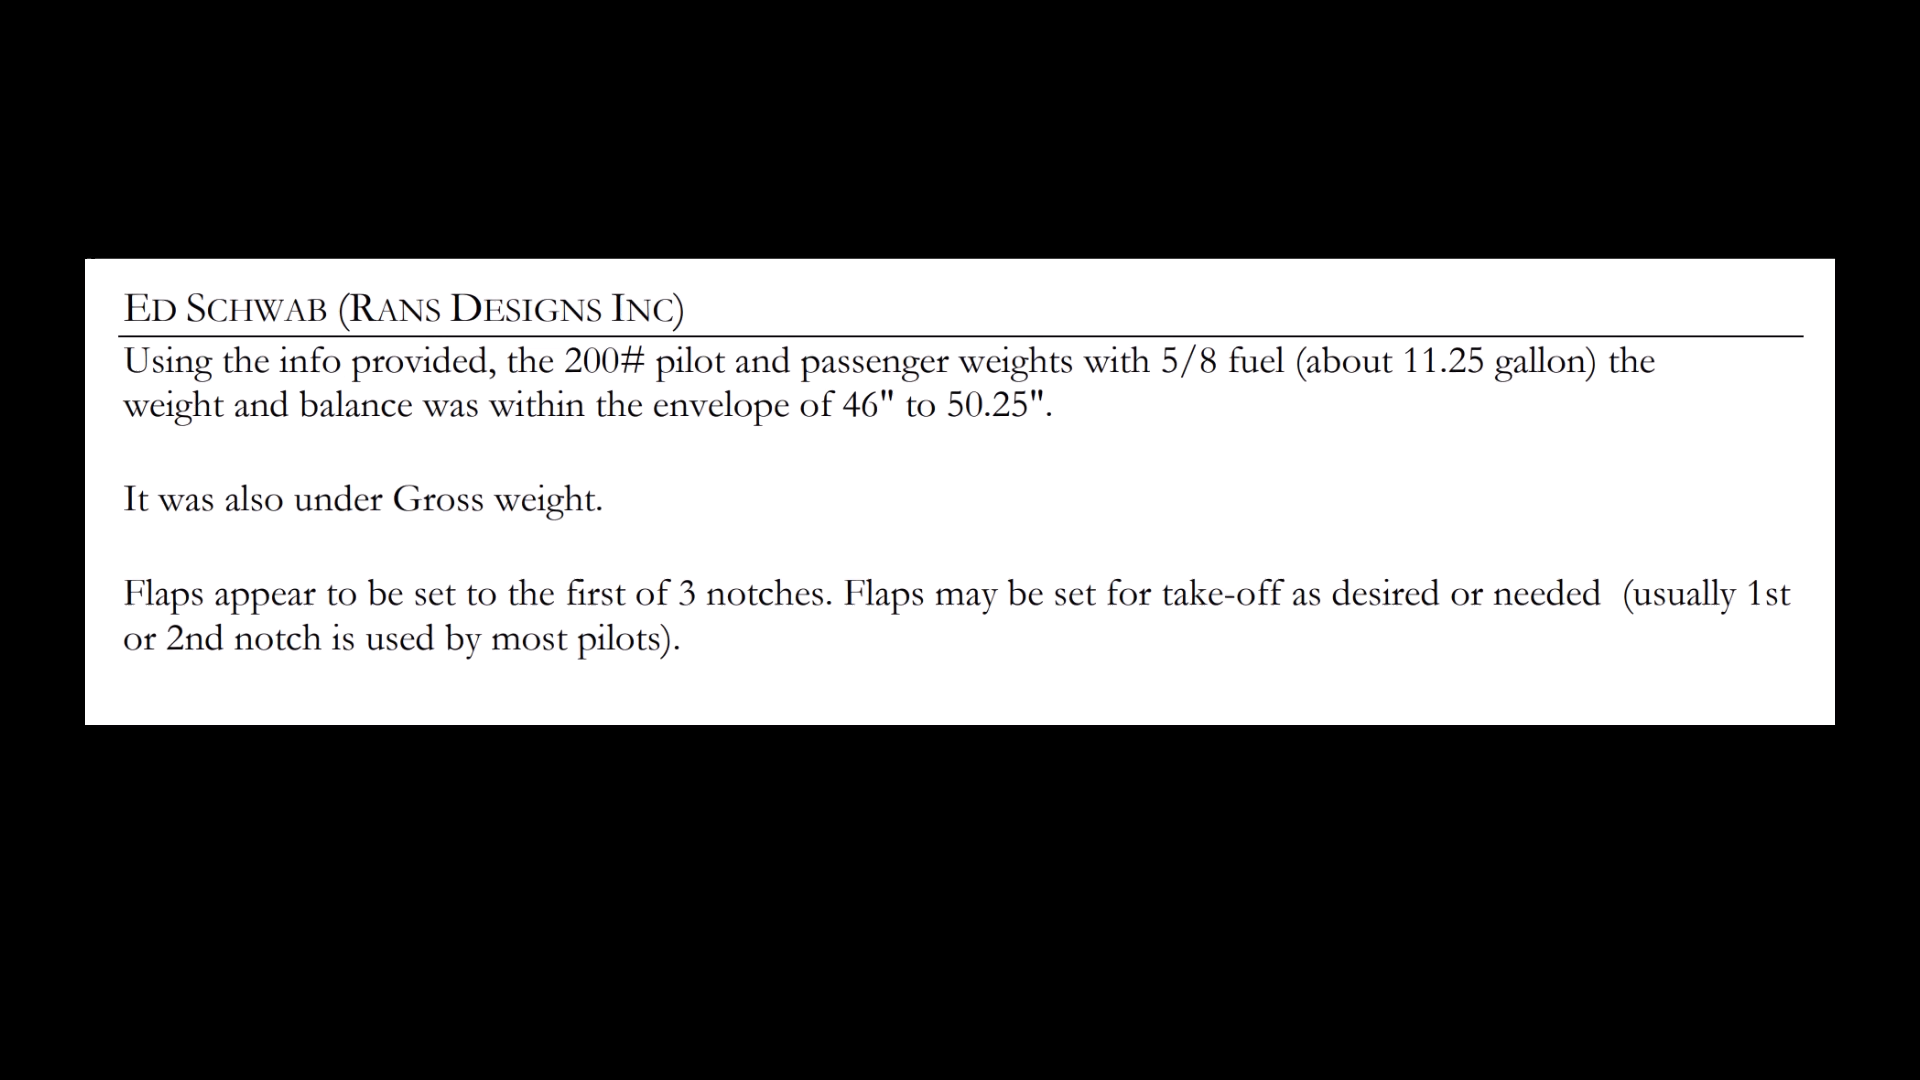 ED SCHWAB (RANS DESIGNS INC)
Using the info provided, the 200# pilot and passenger weights with 5/8 fuel (about 11.25 gallon) the
weight and balance was within the envelope of 46" to 50.25".
It was also under Gross weight.
Flaps appear to be set to the first of 3 notches. Flaps may be set for take-off as desired or needed  (usually 1st
or 2nd notch is used by most pilots).